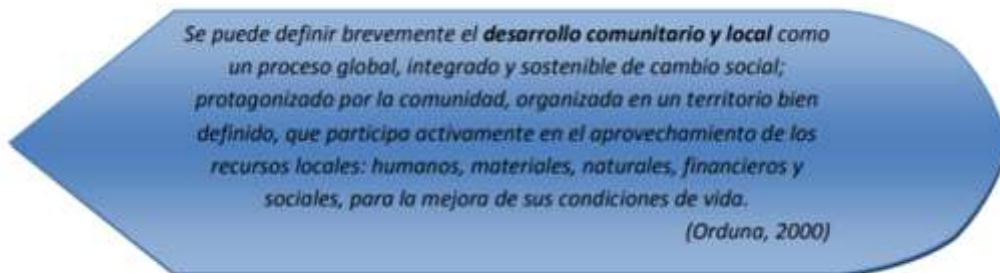 Se puede definir brevemente el desarrollo comunitario y local como
un proceso global, integrado y sostenible de cambio social;
protagonizado por la comunidad, organizada en un territorio bien
definido, que participa activamente en el aprovechamiento de los
recursos locales: humanos, materiales, naturales, financieros y
sociales, para la mejora de sus condiciones de vida.
(Orduna, 2000)